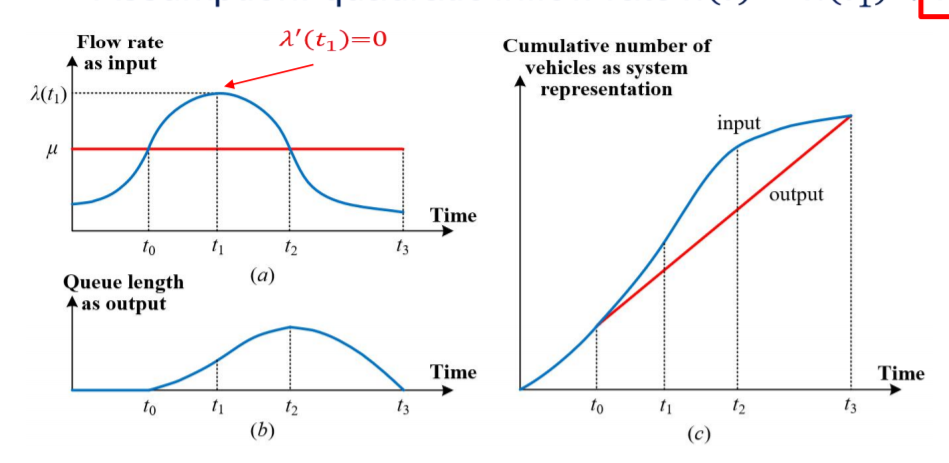 Flow rate
as input
λ′(t₁)=0
λ(t₁)
μ
Time
t₀ t₁ t₂ t₃
(a)
Queue length
as output
Time
t₀ t₁ t₂ t₃
(b)
Cumulative number of
vehicles as system
representation
input
output
Time
t₀ t₁ t₂ t₃
(c)